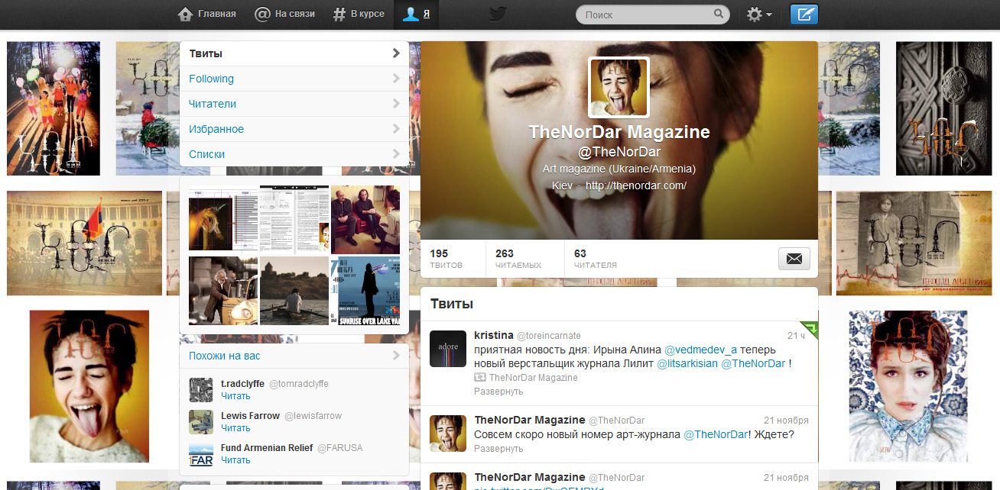 Главная
На связи
В курсе
Я
Поиск
Твиты
Following
Читатели
Избранное
Списки
TheNorDar Magazine
@TheNorDar
Art magazine (Ukraine/Armenia)
Kiev · http://thenordar.com/
195
ТВИТОВ
263
ЧИТАЕМЫХ
63
ЧИТАТЕЛЯ
SUNRISE OVER LAKE VAN
Похожи на вас
t.radclyffe @tomradclyffe
Читать
Lewis Farrow @lewisfarrow
Читать
Fund Armenian Relief @FARUSA
Читать
FAR
Твиты
adore
kristina @toreincarnate
21 ч
приятная новость дня: Ирына Алина @vedmedev_a теперь
новый верстальщик журнала Лилит @litsarkisian @TheNorDar !
TheNorDar Magazine
Развернуть
TheNorDar Magazine @TheNorDar
21 ноября
Совсем скоро новый номер арт-журнала @TheNorDar! Ждете?
Развернуть
TheNorDar Magazine @TheNorDar
21 ноября